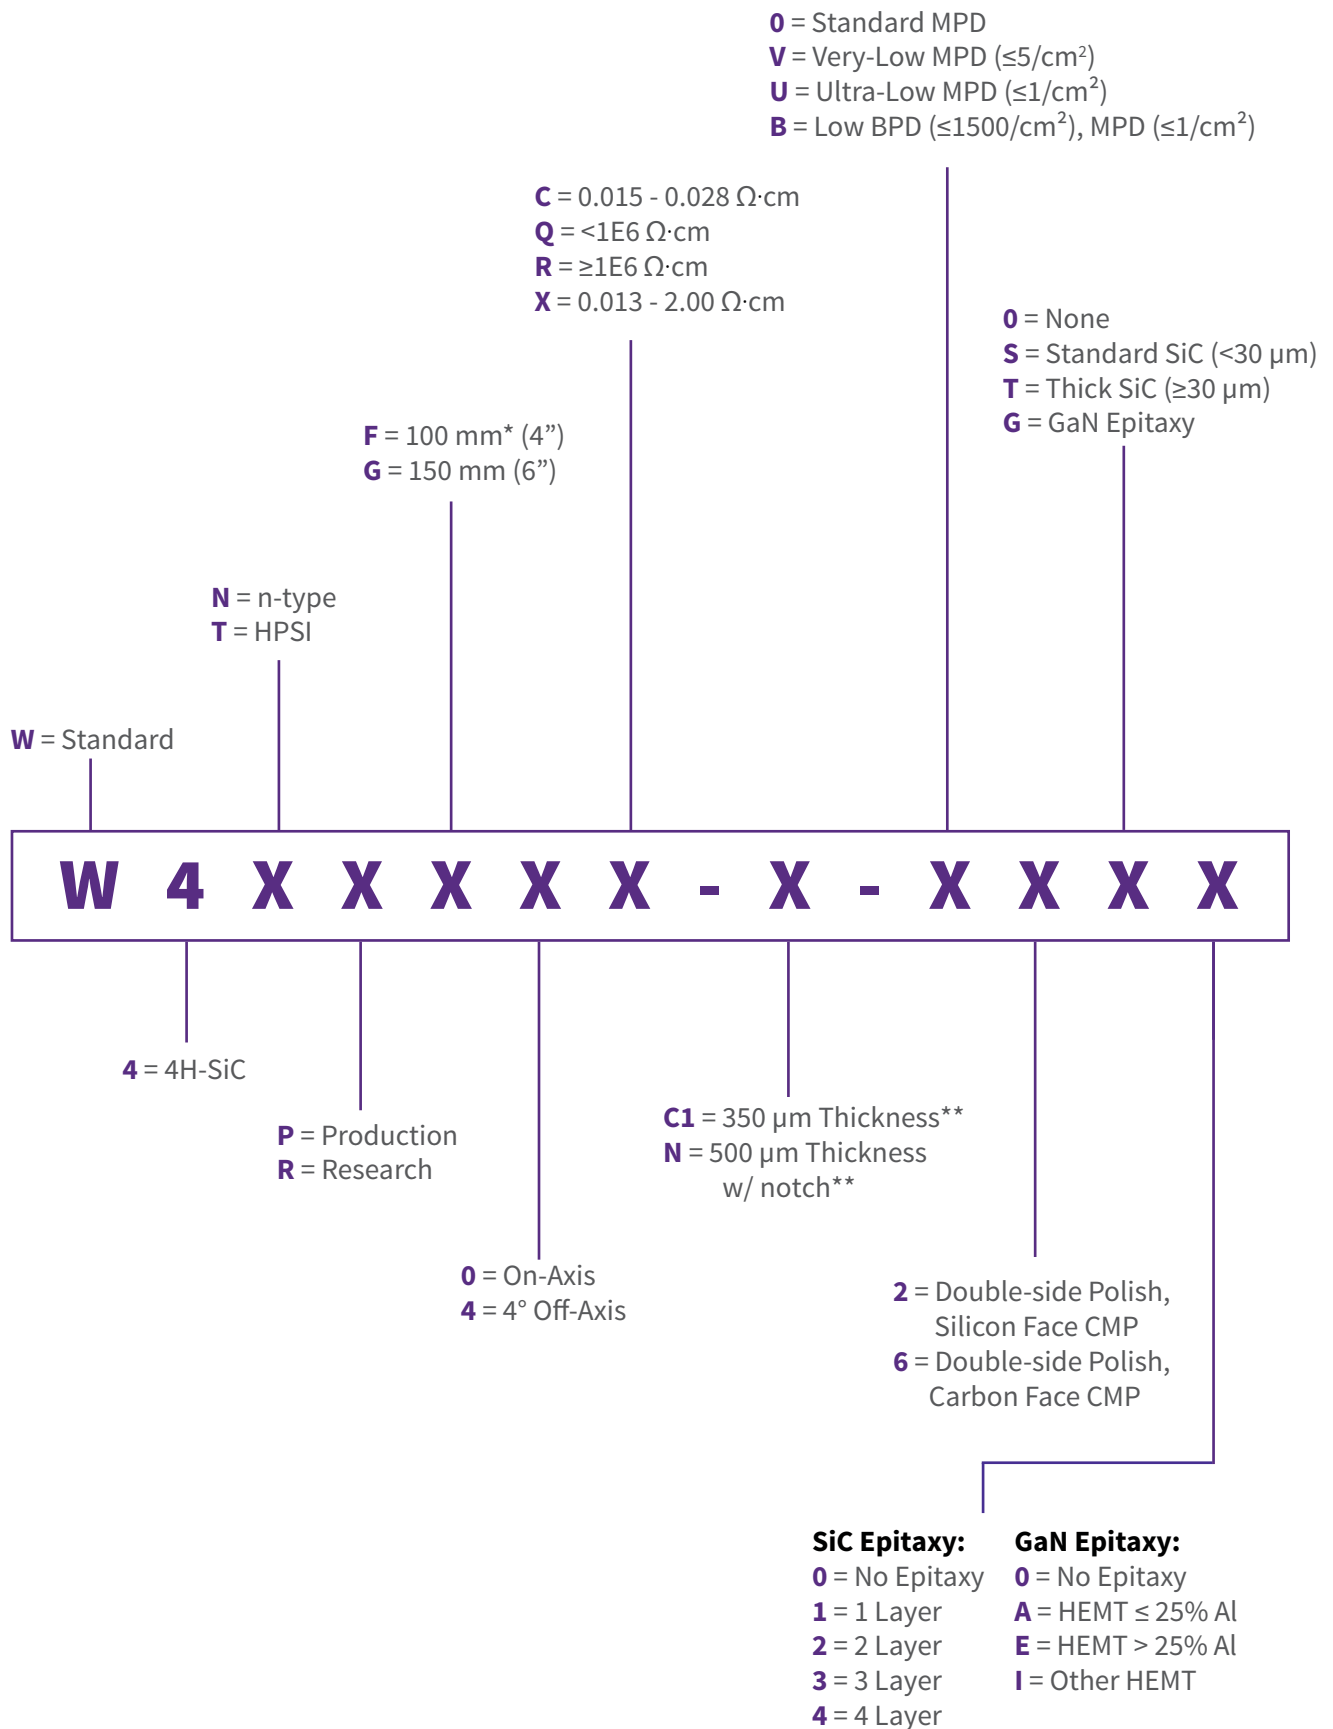 0 = Standard MPD
V = Very-Low MPD (≤5/cm²)
U = Ultra-Low MPD (≤1/cm²)
B = Low BPD (≤1500/cm²), MPD (≤1/cm²)
C = 0.015 - 0.028 Ω·cm
Q = <1E6 Ω·cm
R = ≥1E6 Ω·cm
X = 0.013 - 2.00 Ω·cm
0 = None
S = Standard SiC (<30 µm)
T = Thick SiC (≥30 µm)
G = GaN Epitaxy
F = 100 mm* (4”)
G = 150 mm (6”)
N = n-type
T = HPSI
W = Standard
W 4 X X X X X - X - X X X X
4 = 4H-SiC
P = Production
R = Research
C1 = 350 µm Thickness**
N = 500 µm Thickness
w/ notch**
0 = On-Axis
4 = 4° Off-Axis
2 = Double-side Polish,
Silicon Face CMP
6 = Double-side Polish,
Carbon Face CMP
SiC Epitaxy:
0 = No Epitaxy
1 = 1 Layer
2 = 2 Layer
3 = 3 Layer
4 = 4 Layer
GaN Epitaxy:
0 = No Epitaxy
A = HEMT ≤ 25% Al
E = HEMT > 25% Al
I = Other HEMT